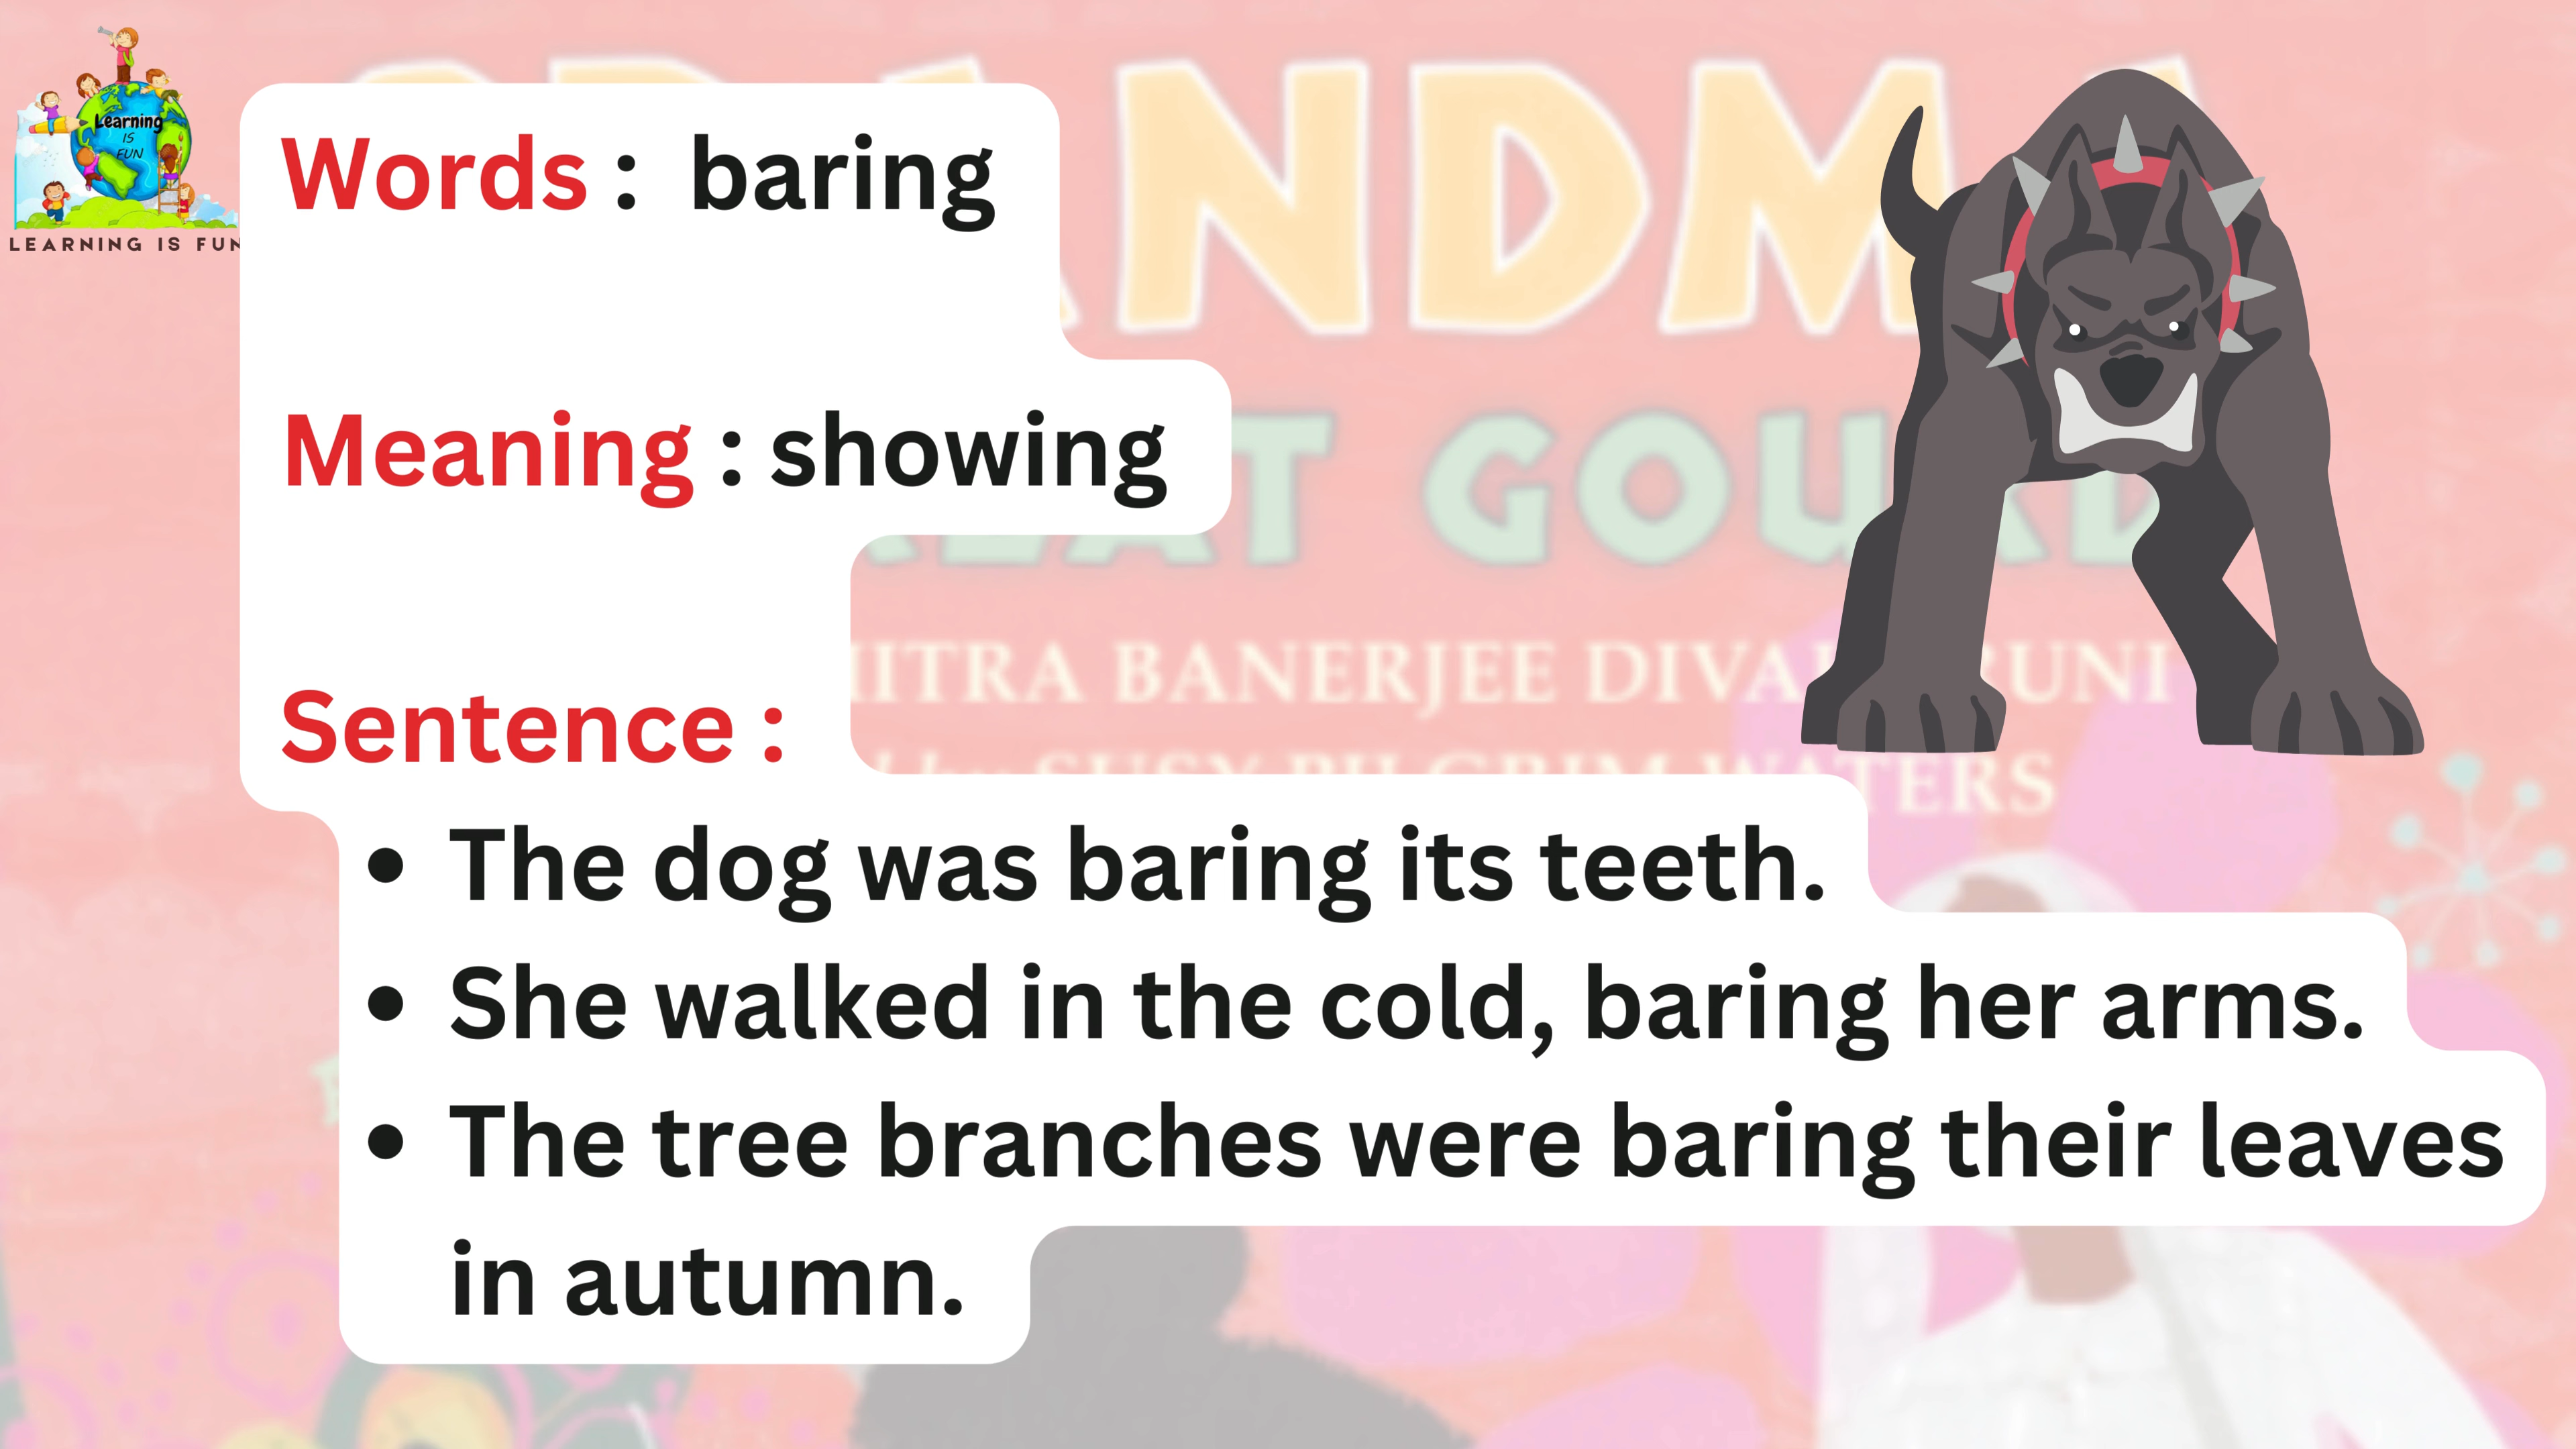 Learning
IS
FUN
LEARNING IS FUN
Words : baring
Meaning : showing
Sentence :
• The dog was baring its teeth.
• She walked in the cold, baring her arms.
• The tree branches were baring their leaves
in autumn.
BANERJEE